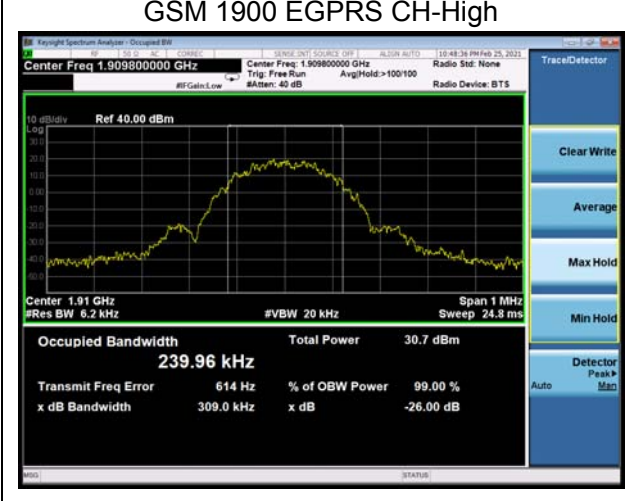 GSM 1900 EGPRS CH-High
Keysight Spectrum Analyzer - Occupied BW
RF 50 Ω AC CORREC SENSE:INT SOURCE OFF ALIGN AUTO 10:48:36 PM Feb 25, 2021
Center Freq 1.909800000 GHz
Center Freq: 1.909800000 GHz
Radio Std: None
Trig: Free Run Avg|Hold:>100/100
#IFGain:Low #Atten: 40 dB Radio Device: BTS
Trace/Detector
10 dB/div Ref 40.00 dBm
Log
30.0
20.0
10.0
0.00
-10.0
-20.0
-30.0
-40.0
-50.0
Center 1.91 GHz Span 1 MHz
#Res BW 6.2 kHz #VBW 20 kHz Sweep 24.8 ms
Occupied Bandwidth Total Power 30.7 dBm
239.96 kHz
Transmit Freq Error 614 Hz % of OBW Power 99.00 %
x dB Bandwidth 309.0 kHz x dB -26.00 dB
Clear Write
Average
Max Hold
Min Hold
Detector
Peak▶
Auto Man
MSG STATUS